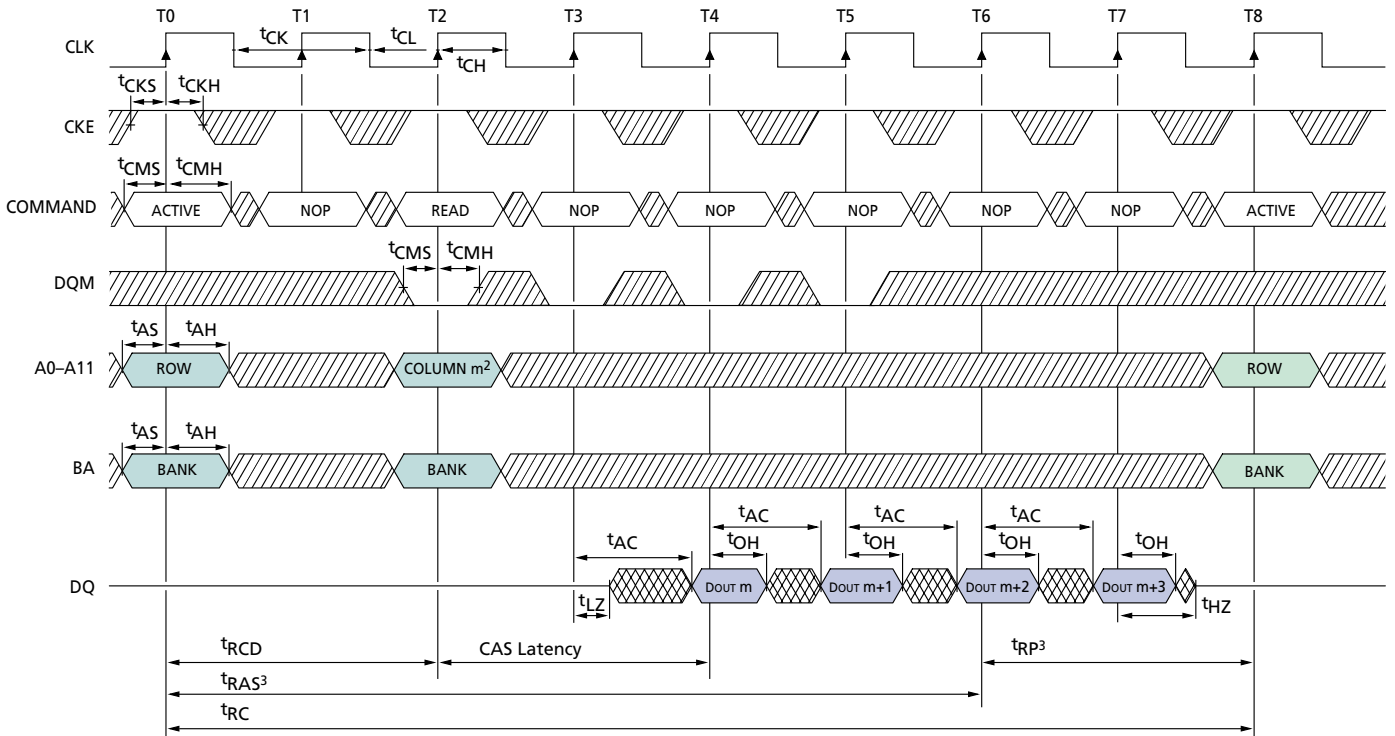 T0 T1 T2 T3 T4 T5 T6 T7 T8
CLK
tCK tCL
tCH
tCKS tCKH
CKE
tCMS tCMH
COMMAND ACTIVE NOP READ NOP NOP NOP NOP NOP ACTIVE
tCMS tCMH
DQM
tAS tAH
A0–A11 ROW COLUMN m² ROW
tAS tAH
BA BANK BANK BANK
tAC tAC tAC tAC
tOH tOH tOH tOH
DQ DOUT m DOUT m+1 DOUT m+2 DOUT m+3
tLZ tHZ
tRCD CAS Latency tRP³
tRAS³
tRC